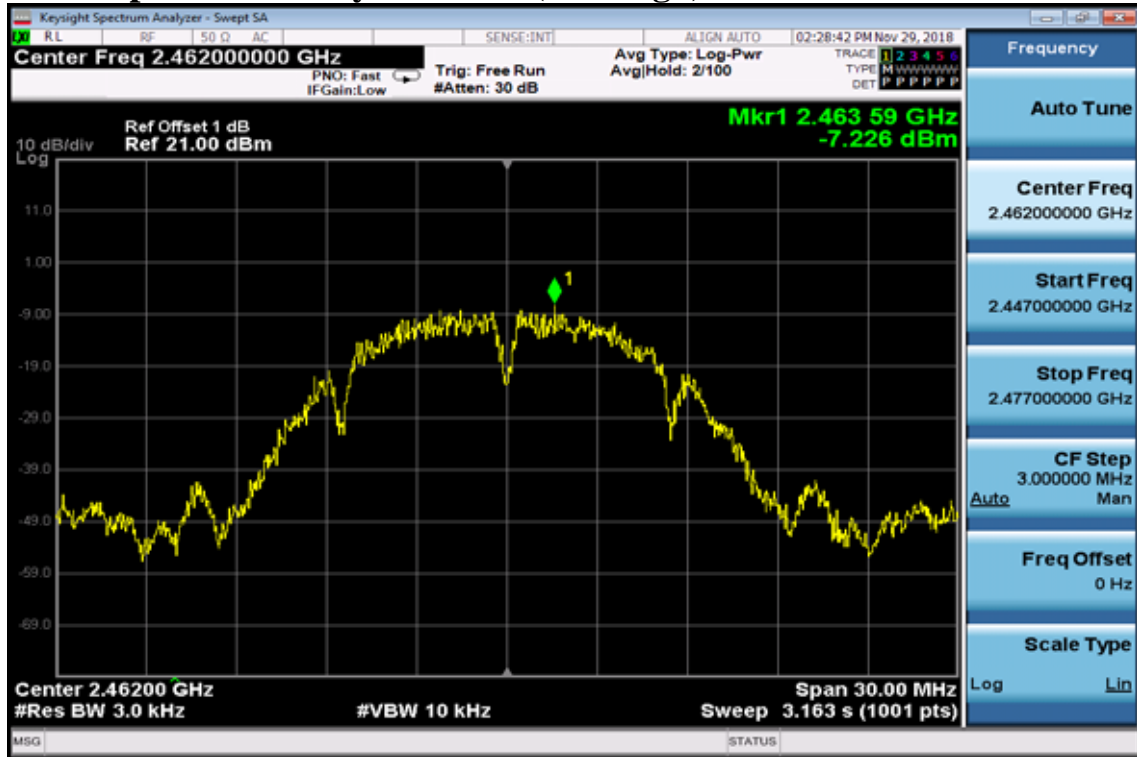 Keysight Spectrum Analyzer - Swept SA
RL RF 50 Ω AC SENSE:INT ALIGN AUTO 02:28:42 PM Nov 29, 2018
Center Freq 2.462000000 GHz
PNO: Fast Trig: Free Run
IFGain:Low #Atten: 30 dB
Avg Type: Log-Pwr
Avg|Hold: 2/100
TRACE 1 2 3 4 5 6
TYPE M W W W W W
DET P P P P P P
Mkr1 2.463 59 GHz
-7.226 dBm
Ref Offset 1 dB
10 dB/div Ref 21.00 dBm
Log
11.0
1.00
-9.00
-19.0
-29.0
-39.0
-49.0
-59.0
-69.0
1
Center 2.46200 GHz Span 30.00 MHz
#Res BW 3.0 kHz #VBW 10 kHz Sweep 3.163 s (1001 pts)
MSG STATUS
Frequency
Auto Tune
Center Freq
2.462000000 GHz
Start Freq
2.447000000 GHz
Stop Freq
2.477000000 GHz
CF Step
3.000000 MHz
Auto Man
Freq Offset
0 Hz
Scale Type
Log Lin